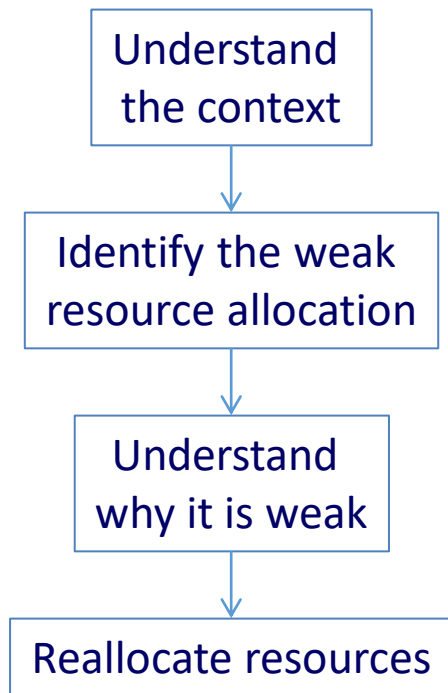 Understand
the context
Identify the weak
resource allocation
Understand
why it is weak
Reallocate resources